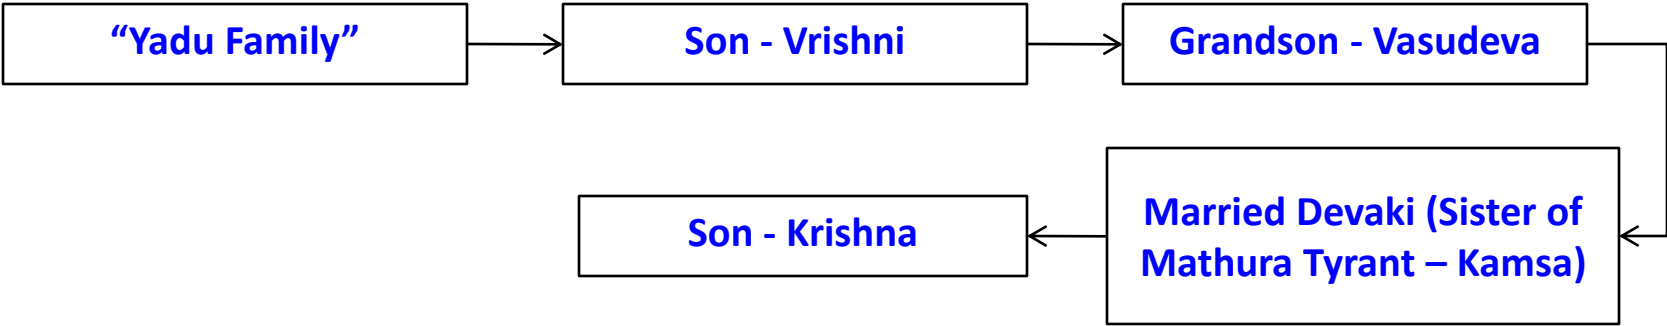 “Yadu Family”
Son - Vrishni
Grandson - Vasudeva
Married Devaki (Sister of
Mathura Tyrant – Kamsa)
Son - Krishna